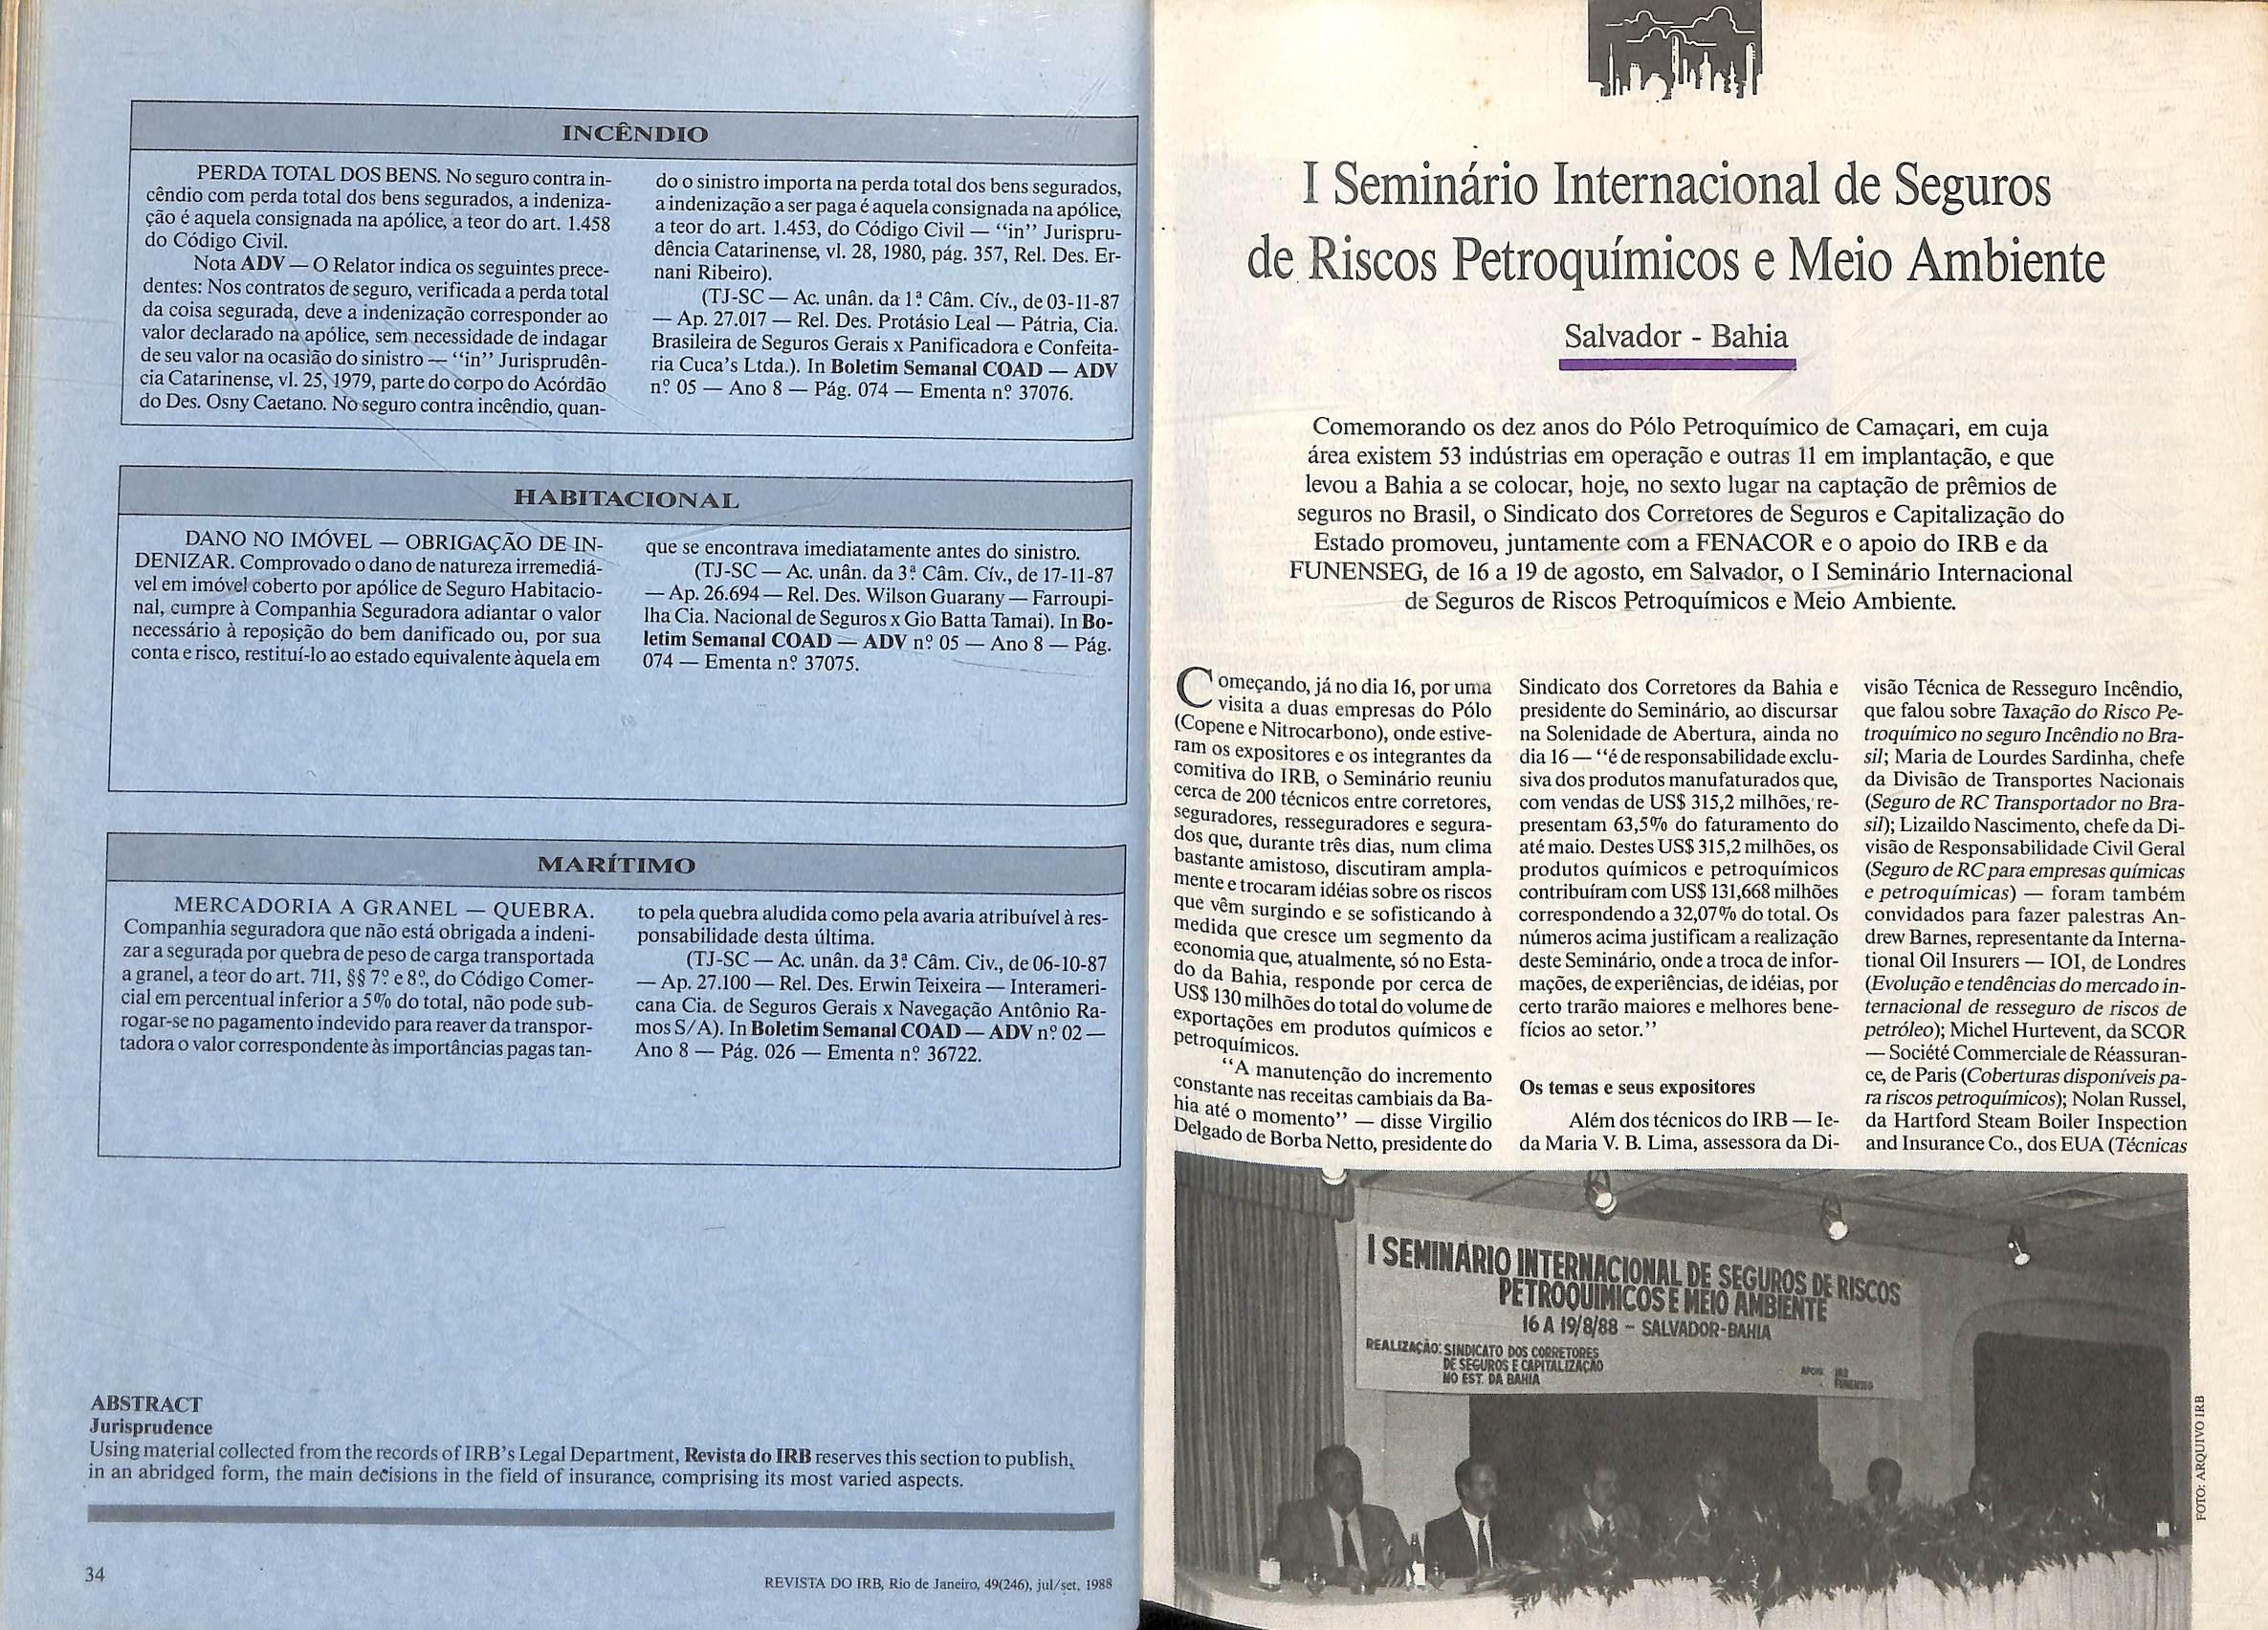 INCÊNDIO
PERDA TOTAL DOS BENS. No seguro contra in-
cêndio com perda total dos bens segurados, a indeniza-
ção é aquela consignada na apólice, a teor do art. 1.458
do Código Civil.
Nota ADV — O Relator indica os seguintes prece-
dentes: Nos contratos de seguro, verificada a perda total
da coisa segurada, deve a indenização corresponder ao
valor declarado na apólice, sem necessidade de indagar
de seu valor na ocasião do sinistro — “in” Jurisprudên-
cia Catarinense, vl. 25, 1979, parte do corpo do Acórdão
do Des. Osny Caetano. No seguro contra incêndio, quan-
do o sinistro importa na perda total dos bens segurados,
a indenização a ser paga é aquela consignada na apólice,
a teor do art. 1.453, do Código Civil — “in” Jurispru-
dência Catarinense, vl. 28, 1980, pág. 357, Rel. Des. Er-
nani Ribeiro).
(TJ-SC — Ac. unân. da 1ª Câm. Cív., de 03-11-87
— Ap. 27.017 — Rel. Des. Protásio Leal — Pátria, Cia.
Brasileira de Seguros Gerais x Panificadora e Confeita-
ria Cuca's Ltda.). In Boletim Semanal COAD — ADV
nº 05 — Ano 8 — Pág. 074 — Ementa nº 37076.
HABITACIONAL
DANO NO IMÓVEL — OBRIGAÇÃO DE IN-
DENIZAR. Comprovado o dano de natureza irremediá-
vel em imóvel coberto por apólice de Seguro Habitacio-
nal, cumpre à Companhia Seguradora adiantar o valor
necessário à reposição do bem danificado ou, por sua
conta e risco, restituí-lo ao estado equivalente àquela em
que se encontrava imediatamente antes do sinistro.
(TJ-SC — Ac. unân. da 3ª Câm. Cív., de 17-11-87
— Ap. 26.694 — Rel. Des. Wilson Guarany — Farroupi-
lha Cia. Nacional de Seguros x Gio Batta Tamai). In Bo-
letim Semanal COAD — ADV nº 05 — Ano 8 — Pág.
074 — Ementa nº 37075.
MARÍTIMO
MERCADORIA A GRANEL — QUEBRA.
Companhia seguradora que não está obrigada a indeni-
zar a segurada por quebra de peso de carga transportada
a granel, a teor do art. 711, §§ 7º e 8º, do Código Comer-
cial em percentual inferior a 5% do total, não pode sub-
rogar-se no pagamento indevido para reaver da transpor-
tadora o valor correspondente às importâncias pagas tan-
to pela quebra aludida como pela avaria atribuível à res-
ponsabilidade desta última.
(TJ-SC — Ac. unân. da 3ª Câm. Civ., de 06-10-87
— Ap. 27.100 — Rel. Des. Erwin Teixeira — Interameri-
cana Cia. de Seguros Gerais x Navegação Antônio Ra-
mos S/A). In Boletim Semanal COAD — ADV nº 02 —
Ano 8 — Pág. 026 — Ementa nº 36722.
ABSTRACT
Jurisprudence
Using material collected from the records of IRB's Legal Department, Revista do IRB reserves this section to publish,
in an abridged form, the main decisions in the field of insurance, comprising its most varied aspects.
34
REVISTA DO IRB, Rio de Janeiro, 49(246), jul/set, 1988
I Seminário Internacional de Seguros
de Riscos Petroquímicos e Meio Ambiente
Salvador - Bahia
Comemorando os dez anos do Pólo Petroquímico de Camaçari, em cuja
área existem 53 indústrias em operação e outras 11 em implantação, e que
levou a Bahia a se colocar, hoje, no sexto lugar na captação de prêmios de
seguros no Brasil, o Sindicato dos Corretores de Seguros e Capitalização do
Estado promoveu, juntamente com a FENACOR e o apoio do IRB e da
FUNENSEG, de 16 a 19 de agosto, em Salvador, o I Seminário Internacional
de Seguros de Riscos Petroquímicos e Meio Ambiente.
Começando, já no dia 16, por uma
visita a duas empresas do Pólo
(Copene e Nitrocarbono), onde estive-
ram os expositores e os integrantes da
comitiva do IRB, o Seminário reuniu
cerca de 200 técnicos entre corretores,
seguradores, resseguradores e segura-
dos que, durante três dias, num clima
bastante amistoso, discutiram ampla-
mente e trocaram idéias sobre os riscos
que vêm surgindo e se sofisticando à
medida que cresce um segmento da
economia que, atualmente, só no Esta-
do da Bahia, responde por cerca de
US$ 130 milhões do total do volume de
exportações em produtos químicos e
petroquímicos.
“A manutenção do incremento
constante nas receitas cambiais da Ba-
hia até o momento” — disse Virgilio
Delgado de Borba Netto, presidente do
Sindicato dos Corretores da Bahia e
presidente do Seminário, ao discursar
na Solenidade de Abertura, ainda no
dia 16 — “é de responsabilidade exclu-
siva dos produtos manufaturados que,
com vendas de US$ 315,2 milhões, re-
presentam 63,5% do faturamento do
até maio. Destes US$ 315,2 milhões, os
produtos químicos e petroquímicos
contribuíram com US$ 131,668 milhões
correspondendo a 32,07% do total. Os
números acima justificam a realização
deste Seminário, onde a troca de infor-
mações, de experiências, de idéias, por
certo trarão maiores e melhores bene-
fícios ao setor.”
Os temas e seus expositores
Além dos técnicos do IRB — Ie-
da Maria V. B. Lima, assessora da Di-
visão Técnica de Resseguro Incêndio,
que falou sobre Taxação do Risco Pe-
troquímico no seguro Incêndio no Bra-
sil; Maria de Lourdes Sardinha, chefe
da Divisão de Transportes Nacionais
(Seguro de RC Transportador no Bra-
sil); Lizaildo Nascimento, chefe da Di-
visão de Responsabilidade Civil Geral
(Seguro de RC para empresas químicas
e petroquímicas) — foram também
convidados para fazer palestras An-
drew Barnes, representante da Interna-
tional Oil Insurers — IOI, de Londres
(Evolução e tendências do mercado in-
ternacional de resseguro de riscos de
petróleo); Michel Hurtevent, da SCOR
— Société Commerciale de Réassuran-
ce, de Paris (Coberturas disponíveis pa-
ra riscos petroquímicos); Nolan Russel,
da Hartford Steam Boiler Inspection
and Insurance Co., dos EUA (Técnicas
I SEMINÁRIO INTERNACIONAL DE SEGUROS DE RISCOS
PETROQUÍMICOS E MEIO AMBIENTE
16 A 19/8/88 - SALVADOR-BAHIA
REALIZAÇÃO: SINDICATO DOS CORRETORES
DE SEGUROS E CAPITALIZAÇÃO
NO EST. DA BAHIA
APOIO IRB
FUNENSEG
FOTO: ARQUIVO IRB